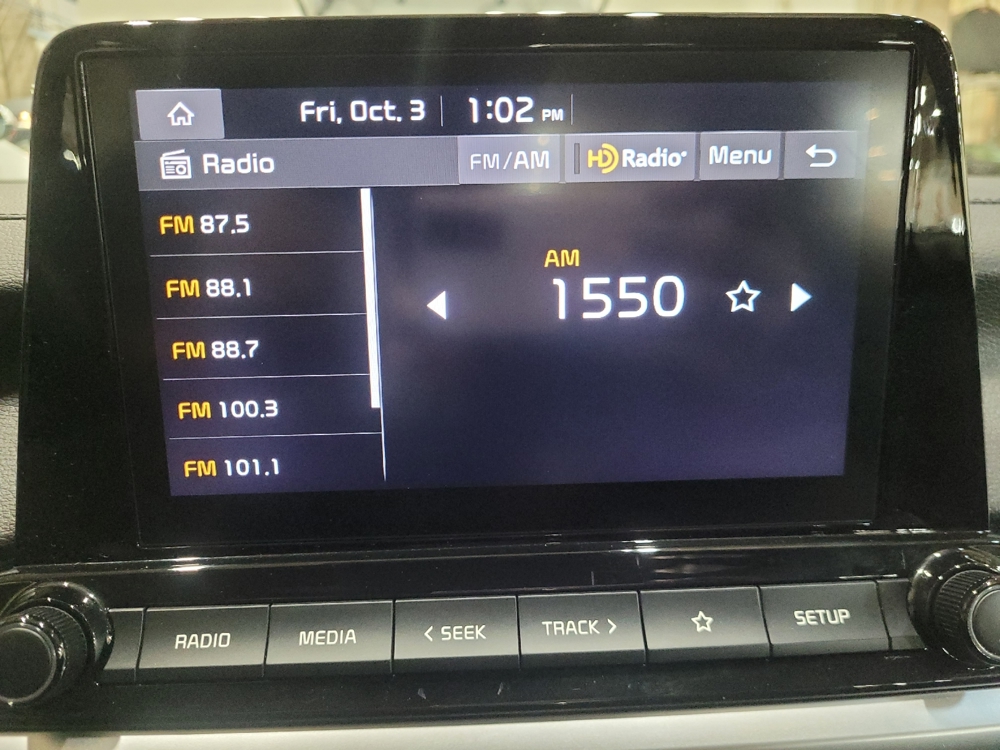 Fri, Oct. 3 1:02 PM
Radio FM/AM HD Radio Menu
FM 87.5
FM 88.1
FM 88.7
FM 100.3
FM 101.1
AM
1550
RADIO MEDIA < SEEK TRACK > SETUP